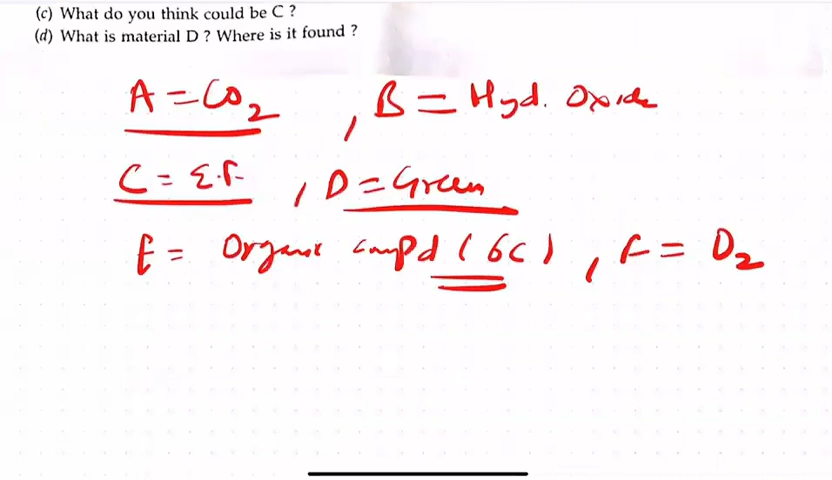 (c) What do you think could be C ?
(d) What is material D ? Where is it found ?
A = CO2 , B = Hyd. Oxide
C = E.F. , D = Green
E = Organic compd ( 6C ) , F = O2